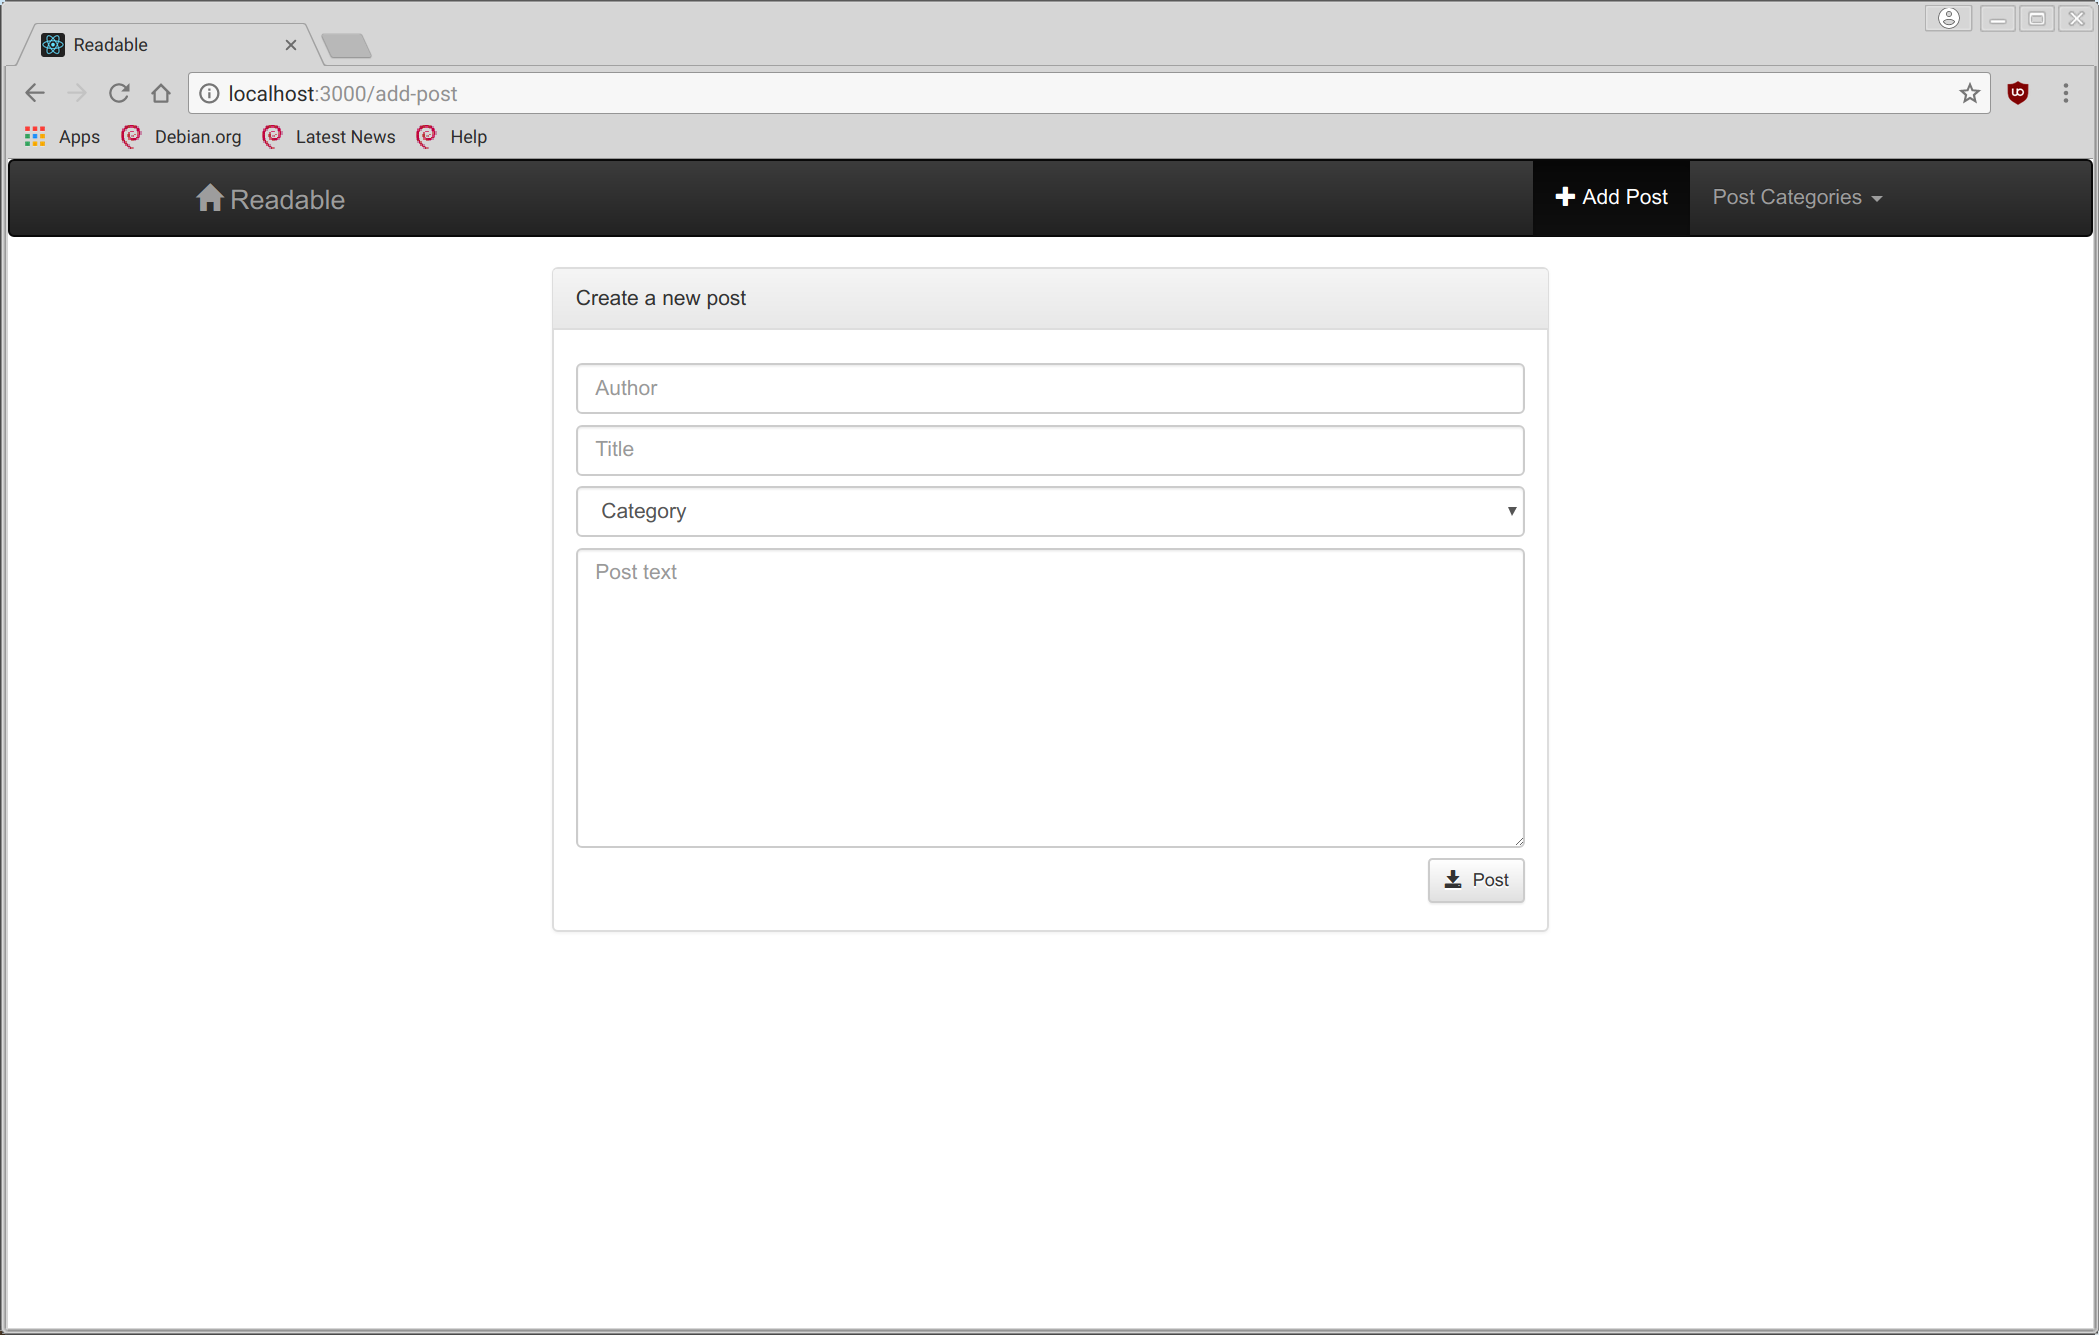 Readable
localhost:3000/add-post
Apps Debian.org Latest News Help
Readable Add Post Post Categories
Create a new post
Author
Title
Category
Post text
Post